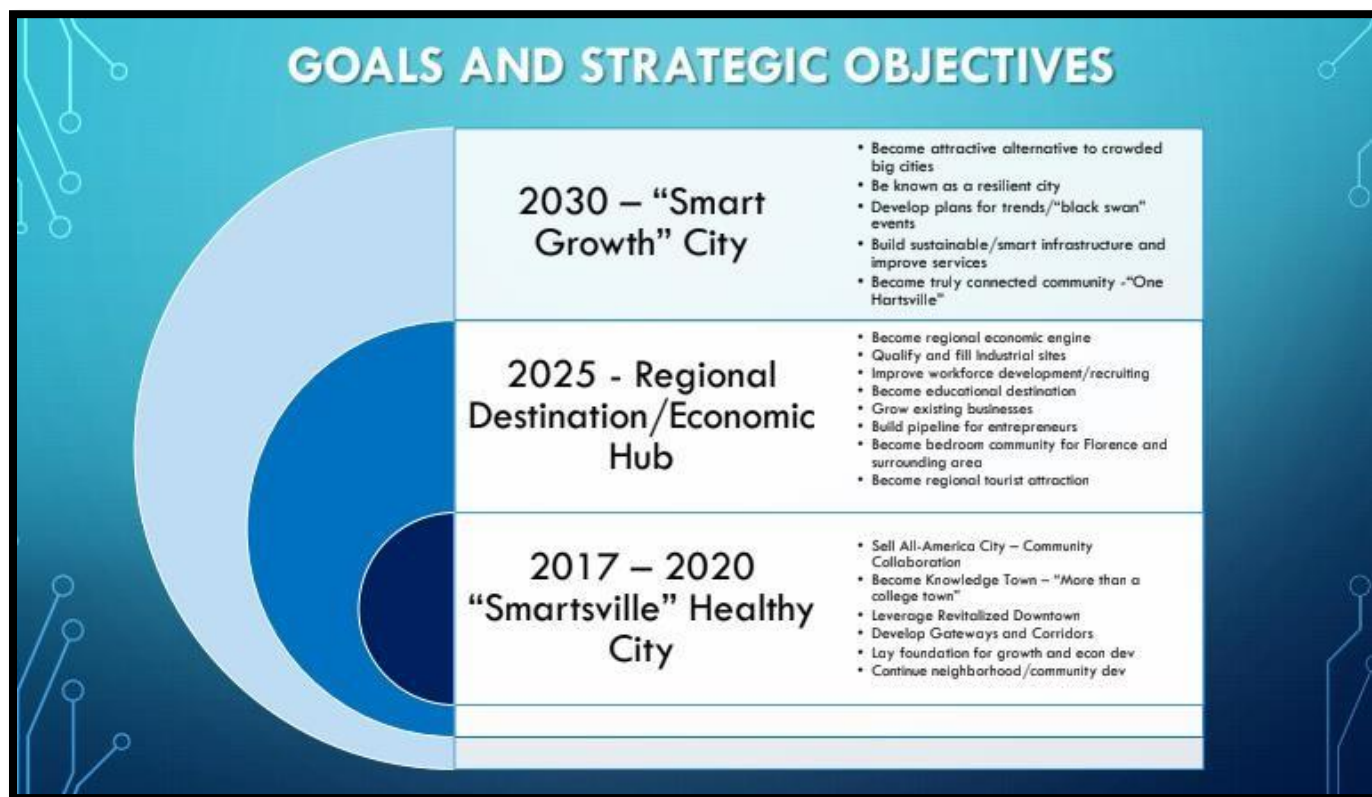 GOALS AND STRATEGIC OBJECTIVES
2030 – “Smart
Growth” City
• Become attractive alternative to crowded
big cities
• Be known as a resilient city
• Develop plans for trends/“black swan”
events
• Build sustainable/smart infrastructure and
improve services
• Become truly connected community -“One
Hartsville”
2025 - Regional
Destination/Economic
Hub
• Become regional economic engine
• Qualify and fill Industrial sites
• Improve workforce development/recruiting
• Become educational destination
• Grow existing businesses
• Build pipeline for entrepreneurs
• Become bedroom community for Florence and
surrounding area
• Become regional tourist attraction
2017 – 2020
“Smartsville” Healthy
City
• Sell All-America City – Community
Collaboration
• Become Knowledge Town – “More than a
college town”
• Leverage Revitalized Downtown
• Develop Gateways and Corridors
• Lay foundation for growth and econ dev
• Continue neighborhood/community dev